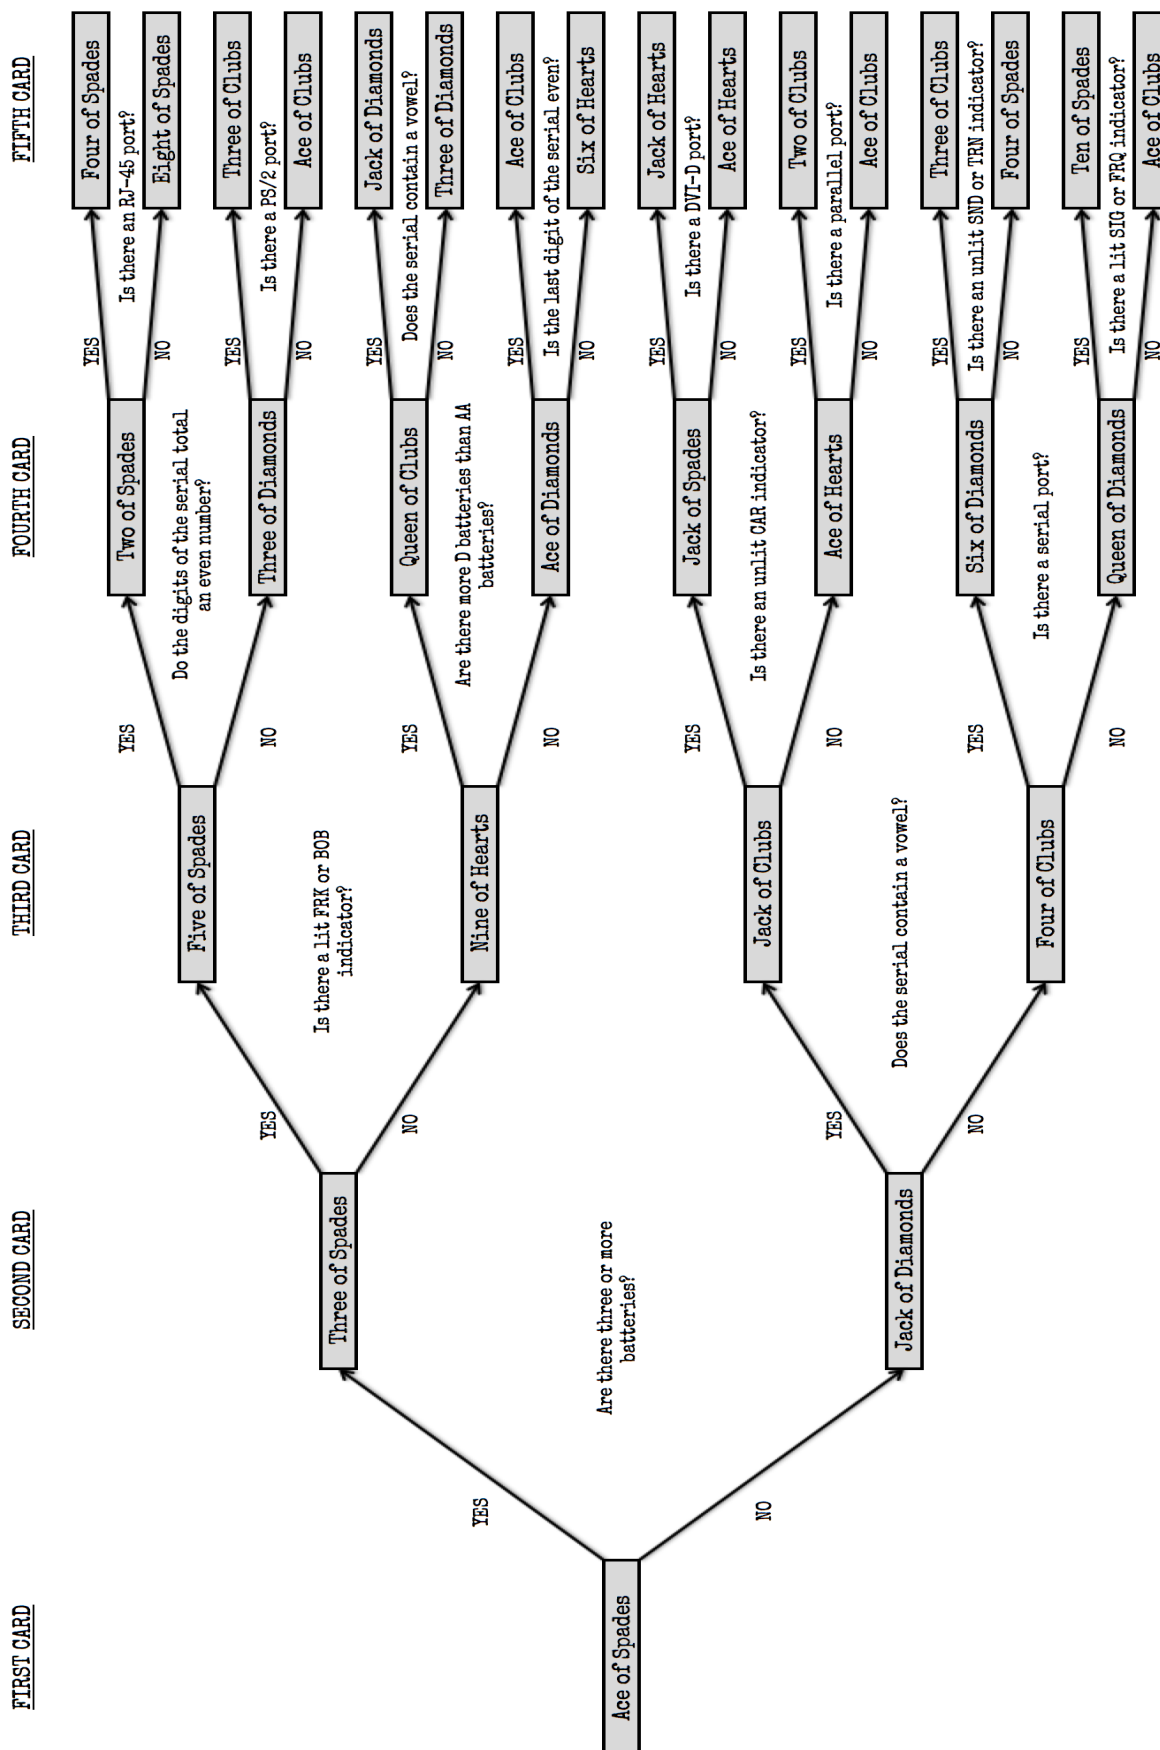 FIRST CARD
SECOND CARD
THIRD CARD
FOURTH CARD
FIFTH CARD
Ace of Spades
YES
NO
Are there three or more
batteries?
Three of Spades
Jack of Diamonds
YES
NO
Is there a lit FRK or BOB
indicator?
YES
NO
Does the serial contain a vowel?
Five of Spades
Nine of Hearts
Jack of Clubs
Four of Clubs
YES
NO
Do the digits of the serial total
an even number?
YES
NO
Are there more D batteries than AA
batteries?
YES
NO
Is there an unlit CAR indicator?
YES
NO
Is there a serial port?
Two of Spades
Three of Diamonds
Queen of Clubs
Ace of Diamonds
Jack of Spades
Ace of Hearts
Six of Diamonds
Queen of Diamonds
YES
NO
Is there an RJ-45 port?
YES
NO
Is there a PS/2 port?
YES
NO
Does the serial contain a vowel?
YES
NO
Is the last digit of the serial even?
YES
NO
Is there a DVI-D port?
YES
NO
Is there a parallel port?
YES
NO
Is there an unlit SND or TRN indicator?
YES
NO
Is there a lit SIG or FRQ indicator?
Four of Spades
Eight of Spades
Three of Clubs
Ace of Clubs
Jack of Diamonds
Three of Diamonds
Ace of Clubs
Six of Hearts
Jack of Hearts
Ace of Hearts
Two of Clubs
Ace of Clubs
Three of Clubs
Four of Spades
Ten of Spades
Ace of Clubs